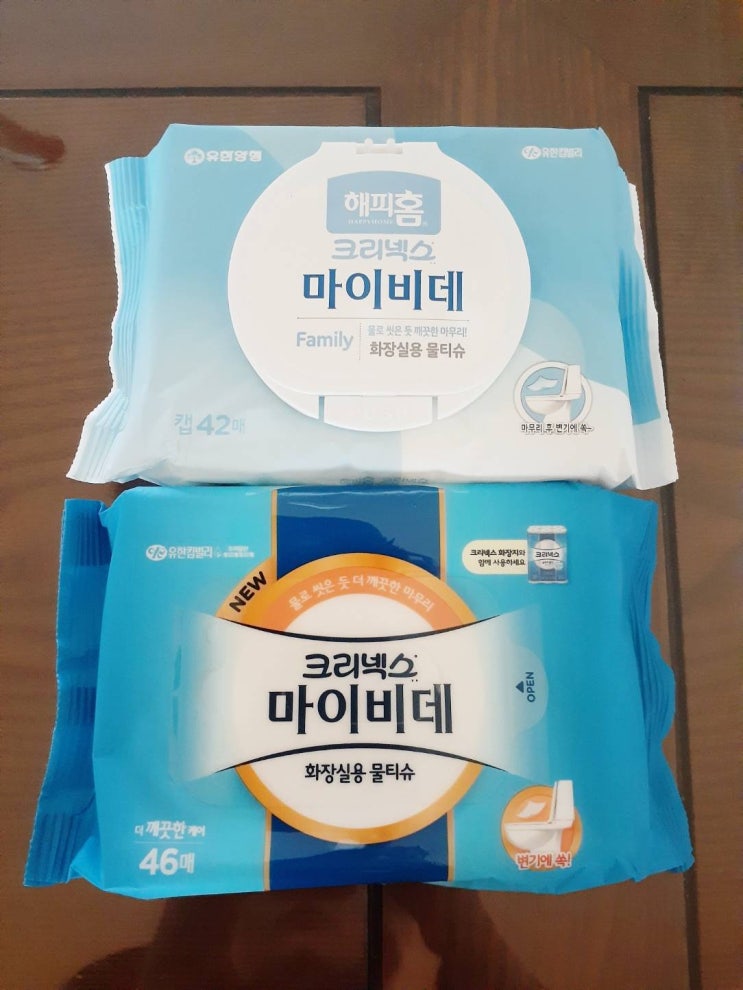 유한양행
유한킴벌리
해피홈
HAPPYHOME
크리넥스
마이비데
Family
물로 씻은 듯 깨끗한 마무리!
화장실용 물티슈
캡 42매
마무리 후 변기에 쏙~
유한킴벌리
크리넥스 화장지와
함께 사용하세요
크리넥스
NEW
물로 씻은 듯 더 깨끗한 마무리
크리넥스
마이비데
OPEN
화장실용 물티슈
더 깨끗한 케어
46매
변기에 쏙!